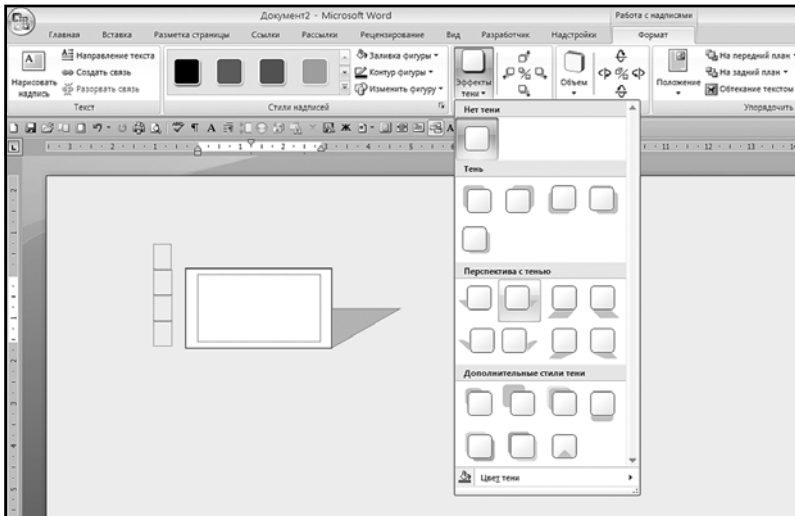 Документ2 - Microsoft Word
Работа с надписями
Главная Вставка Разметка страницы Ссылки Рассылки Рецензирование Вид Разработчик Надстройки Формат
Нарисовать надпись
Направление текста
Создать связь
Разорвать связь
Текст
Стили надписей
Заливка фигуры
Контур фигуры
Изменить фигуру
Эффекты тени
Объем
Положение
На передний план
На задний план
Обтекание текстом
Упорядочить
Нет тени
Тень
Перспектива с тенью
Дополнительные стили тени
Цвет тени